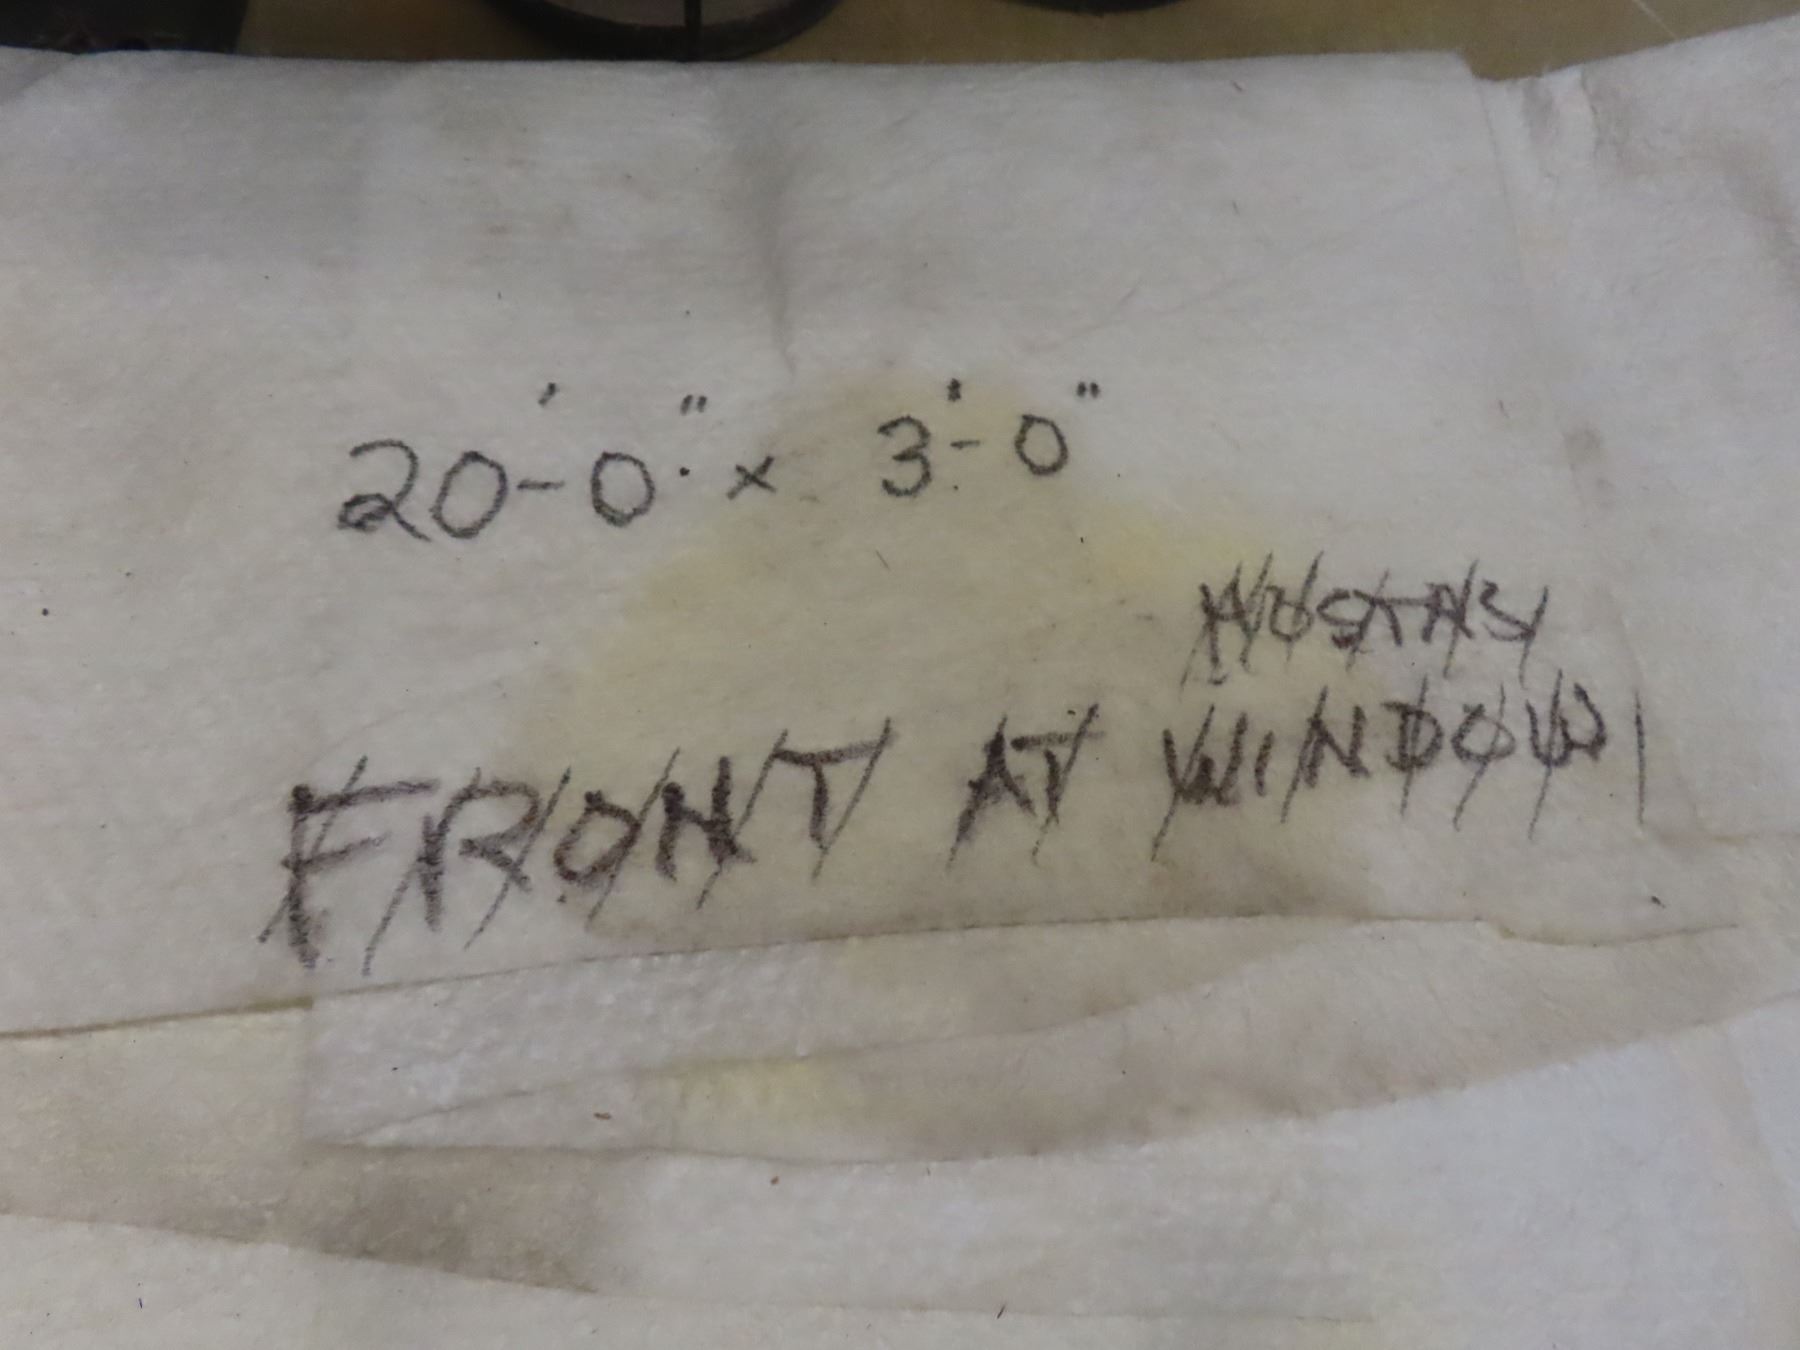 20'-0" x 3'-0"
FRONT AT WINDOW